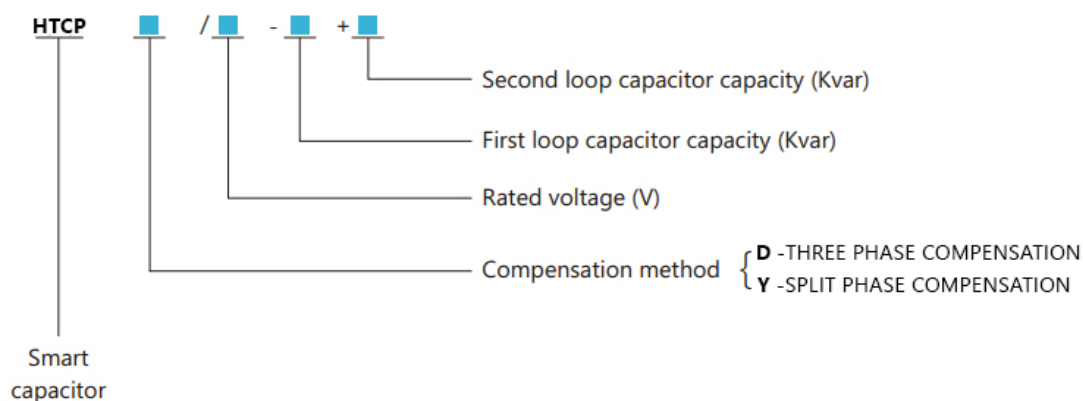 HTCP / - +
Second loop capacitor capacity (Kvar)
First loop capacitor capacity (Kvar)
Rated voltage (V)
Compensation method { D -THREE PHASE COMPENSATION
Y -SPLIT PHASE COMPENSATION
Smart
capacitor